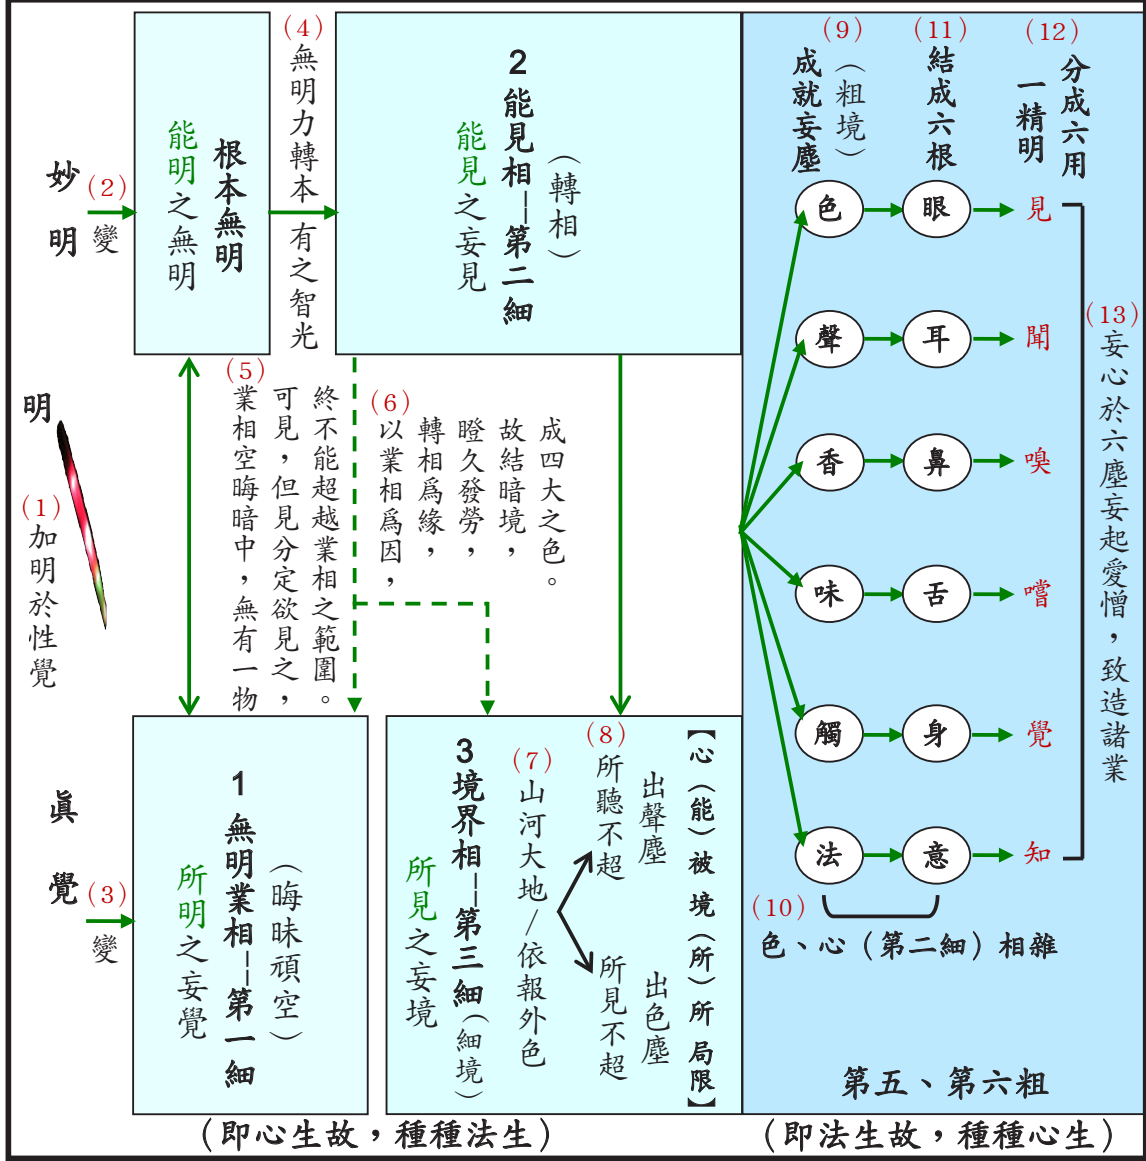 妙明
(2)
變
明
(1)
加明於性覺
眞覺
(3)
變
根本無明
能明之無明
(4)
無明力轉本有之智光
2能見相--第二細
(轉相)
能見之妄見
(5)
業相空晦暗中，無有一物
可見，但見分定欲見之，
終不能超越業相之範圍。
(6)
以業相爲因，
轉相爲緣，
瞪久發勞，
故結暗境，
成四大之色。
1無明業相--第一細
(晦昧頑空)
所明之妄覺
3境界相--第三細(細境)
所見之妄境
(7)
山河大地/依報外色
(8)
所聽不超
出聲塵
所見不超
出色塵
【心(能)被境(所)所局限】
(即心生故，種種法生)
(9)
成就妄塵
(粗境)
(11)
結成六根
(12)
一精明
分成六用
色 眼 見
聲 耳 聞
香 鼻 嗅
味 舌 嚐
觸 身 覺
法 意 知
(13)
妄心於六塵妄起愛憎，致造諸業
(10)
色、心(第二細)相雜
第五、第六粗
(即法生故，種種心生)